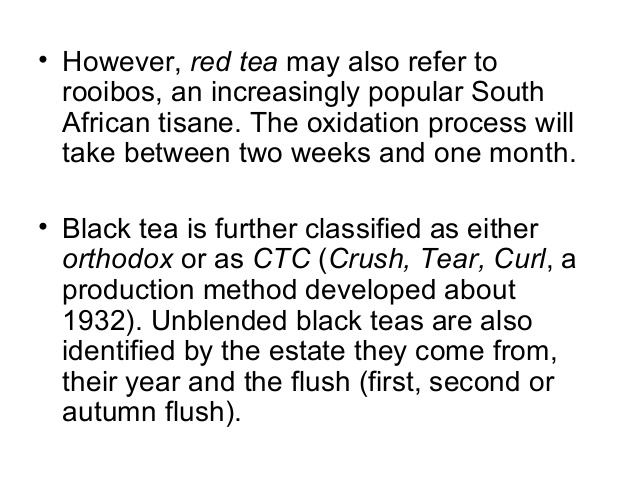 • However, red tea may also refer to
rooibos, an increasingly popular South
African tisane. The oxidation process will
take between two weeks and one month.
• Black tea is further classified as either
orthodox or as CTC (Crush, Tear, Curl, a
production method developed about
1932). Unblended black teas are also
identified by the estate they come from,
their year and the flush (first, second or
autumn flush).